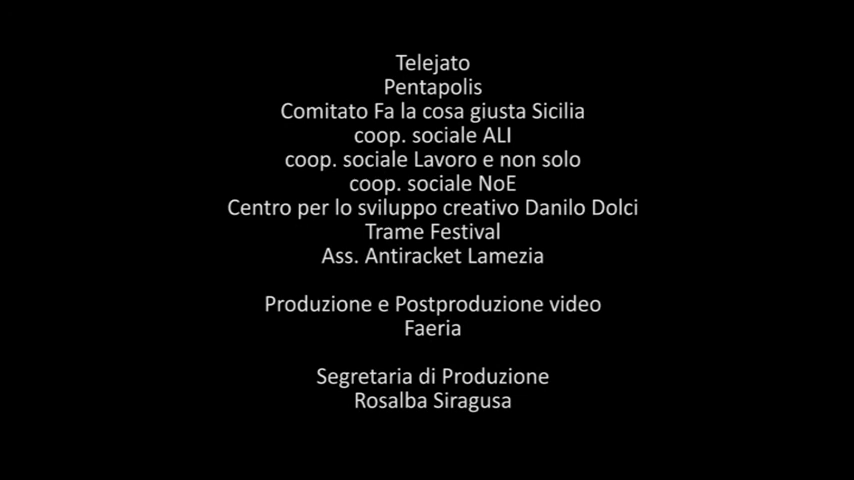 Telejato
Pentapolis
Comitato Fa la cosa giusta Sicilia
coop. sociale ALI
coop. sociale Lavoro e non solo
coop. sociale NoE
Centro per lo sviluppo creativo Danilo Dolci
Trame Festival
Ass. Antiracket Lamezia
Produzione e Postproduzione video
Faeria
Segretaria di Produzione
Rosalba Siragusa